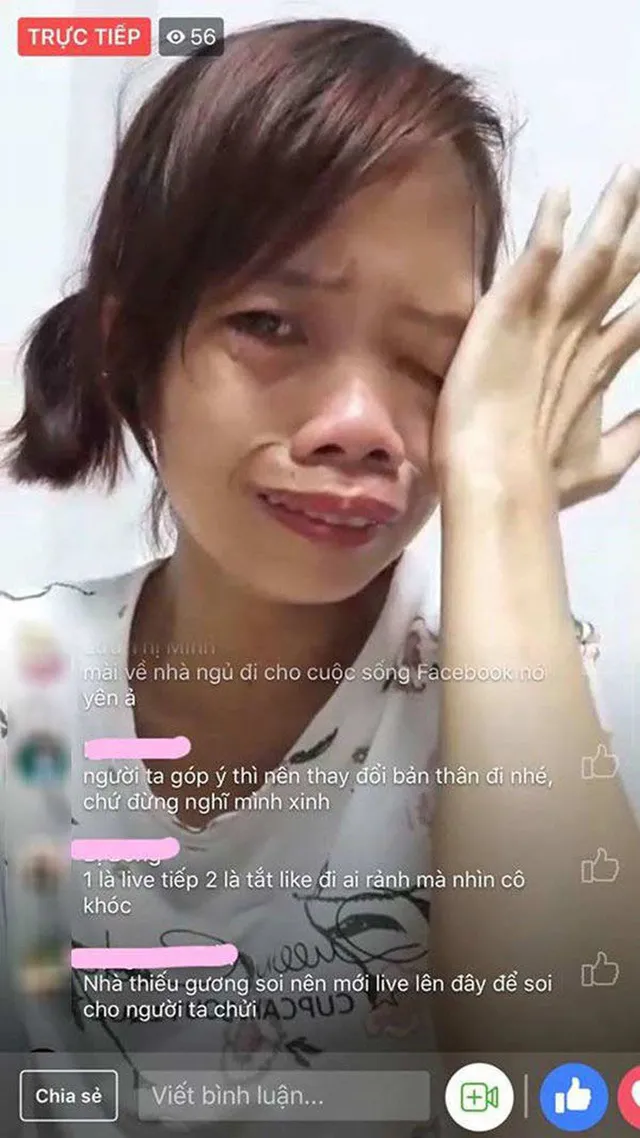 TRỰC TIẾP 56
mài về nhà ngủ đi cho cuộc sống Facebook nó
yên ả
người ta góp ý thì nên thay đổi bản thân đi nhé,
chứ đừng nghĩ mình xinh
1 là live tiếp 2 là tắt like đi ai rảnh mà nhìn cô
khóc
Nhà thiếu gương soi nên mới live lên đây để soi
cho người ta chửi
Queen
CUPCAKE
Chia sẻ Viết bình luận...